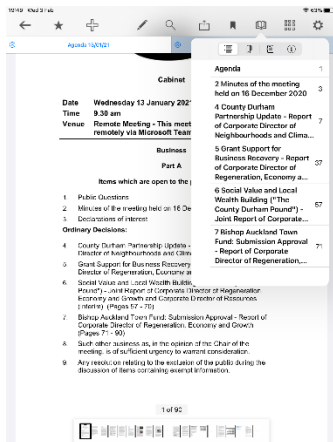 Wed 3 Feb
63%
Agenda 13/01/21
Cabinet
Date Wednesday 13 January 202
Time 9.30 am
Venue Remote Meeting - This meet
remotely via Microsoft Team
Business
Part A
Items which are open to the
1. Public Questions
2. Minutes of the meeting held on 16 De
3. Declarations of interest
Ordinary Decisions:
4. County Durham Partnership Update -
Director of Neighbourhoods and Clim
5. Grant Support for Business Recovery
Director of Regeneration, Economy a
6. Social Value and Local Wealth Buildin
Pound") - Joint Report of Corporate Director of Regeneration,
Economy and Growth and Corporate Director of Resources
(Interim) (Pages 57 - 70)
7. Bishop Auckland Town Fund: Submission Approval - Report of
Corporate Director of Regeneration, Economy and Growth
(Pages 71 - 90)
8. Such other business as, in the opinion of the Chair of the
meeting, is of sufficient urgency to warrant consideration.
9. Any resolution relating to the exclusion of the public during the
discussion of items containing exempt information.
1 of 90
Agenda 1
2 Minutes of the meeting
held on 16 December 2020 3
4 County Durham
Partnership Update - Report
of Corporate Director of
Neighbourhoods and Clima... 7
5 Grant Support for
Business Recovery - Report
of Corporate Director of
Regeneration, Economy a... 37
6 Social Value and Local
Wealth Building ("The
County Durham Pound") -
Joint Report of Corporate... 57
7 Bishop Auckland Town
Fund: Submission Approval
- Report of Corporate
Director of Regeneration,... 71